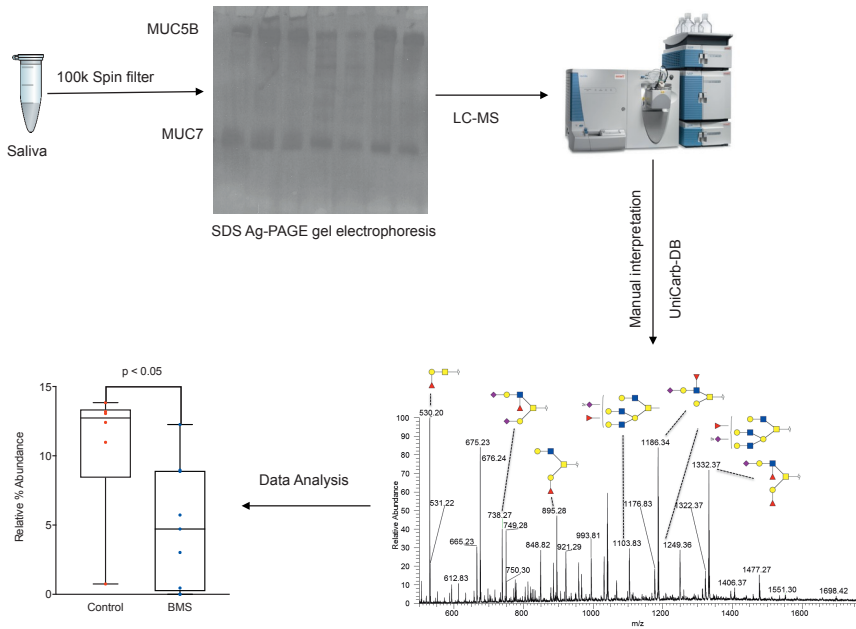 MUC5B
100k Spin filter
MUC7
Saliva
LC-MS
SDS Ag-PAGE gel electrophoresis
Manual interpretation
UniCarb-DB
p < 0.05
15
10
5
0
Relative % Abundance
Control
BMS
Data Analysis
100
90
80
70
60
50
40
30
20
10
0
Relative Abundance
530.20
675.23
676.24
531.22
665.23
612.83
738.27
749.28
750.30
848.82
895.28
921.29
993.81
1103.83
1176.83
1186.34
1249.36
1322.37
1332.37
1406.37
1477.27
1551.30
1698.42
600
800
1000
1200
1400
1600
m/z